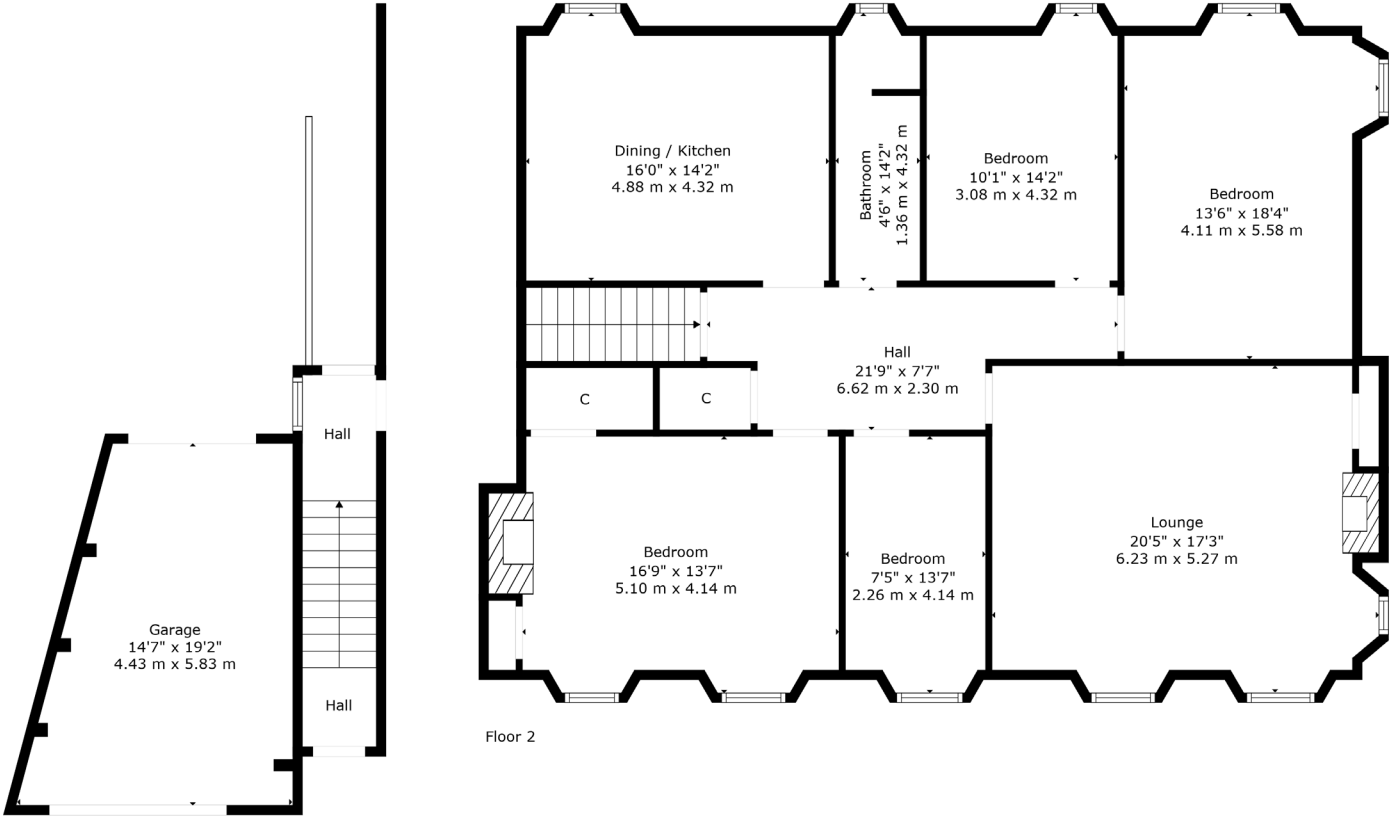 Dining / Kitchen
16'0" x 14'2"
4.88 m x 4.32 m
Bathroom
4'6" x 14'2"
1.36 m x 4.32 m
Bedroom
10'1" x 14'2"
3.08 m x 4.32 m
Bedroom
13'6" x 18'4"
4.11 m x 5.58 m
Hall
21'9" x 7'7"
6.62 m x 2.30 m
C
C
Hall
Lounge
20'5" x 17'3"
6.23 m x 5.27 m
Bedroom
16'9" x 13'7"
5.10 m x 4.14 m
Bedroom
7'5" x 13'7"
2.26 m x 4.14 m
Garage
14'7" x 19'2"
4.43 m x 5.83 m
Hall
Floor 2